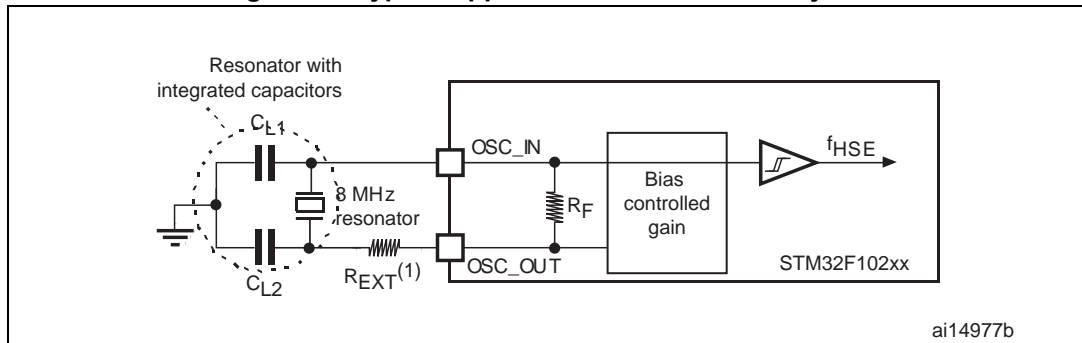 Resonator with
integrated capacitors
CL1
OSC_IN
fHSE
8 MHz
resonator
RF
Bias
controlled
gain
OSC_OUT
STM32F102xx
REXT(1)
CL2
ai14977b